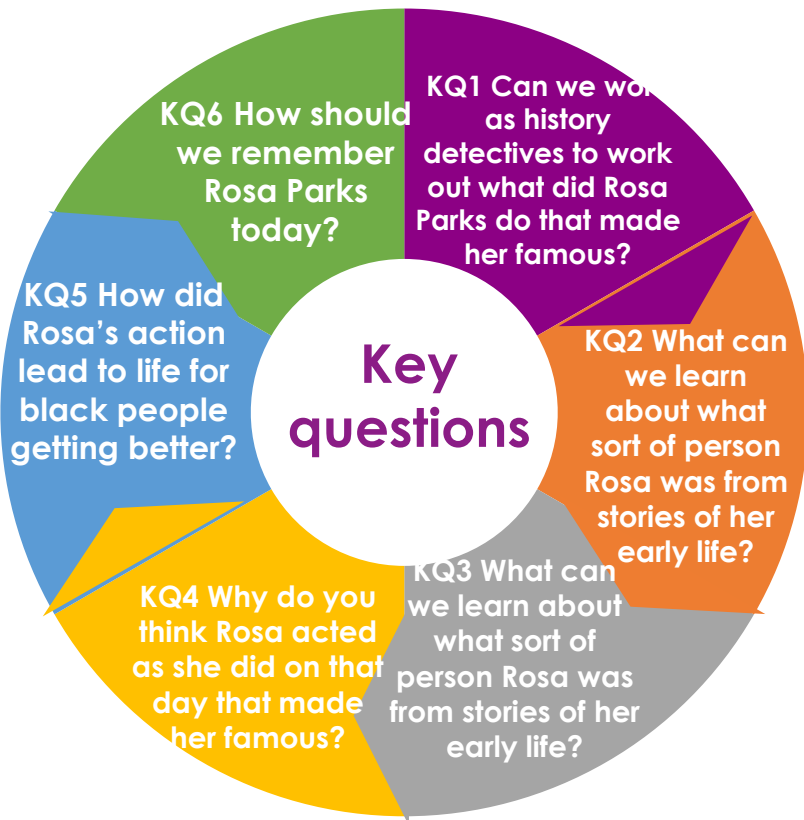 Key
questions
KQ1 Can we work
as history
detectives to work
out what did Rosa
Parks do that made
her famous?
KQ2 What can
we learn
about what
sort of person
Rosa was from
stories of her
early life?
KQ3 What can
we learn about
what sort of
person Rosa was
from stories of her
early life?
KQ4 Why do you
think Rosa acted
as she did on that
day that made
her famous?
KQ5 How did
Rosa’s action
lead to life for
black people
getting better?
KQ6 How should
we remember
Rosa Parks
today?